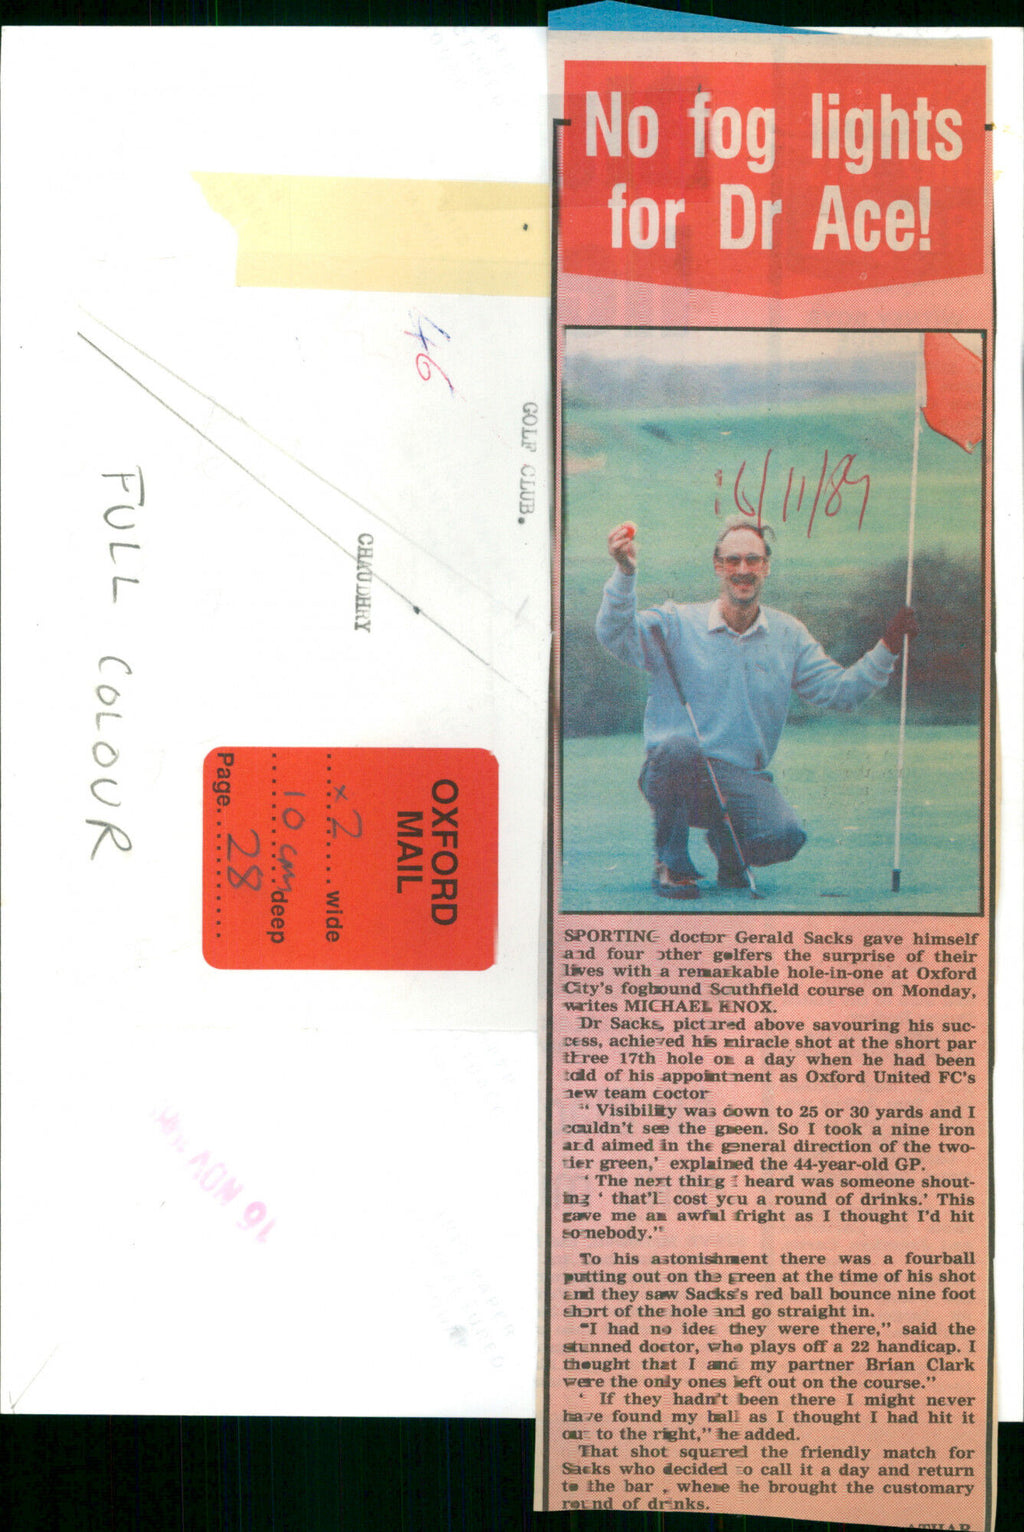 No fog lights
for Dr Ace!
16/11/89
SPORTING doctor Gerald Sacks gave himself
and four other golfers the surprise of their
lives with a remarkable hole-in-one at Oxford
City's fogbound Southfield course on Monday,
writes MICHAEL KNOX.
Dr Sacks, pictured above savouring his suc-
cess, achieved his miracle shot at the short par
three 17th hole on a day when he had been
told of his appointment as Oxford United FC's
new team doctor
" Visibility was down to 25 or 30 yards and I
couldn't see the green. So I took a nine iron
and aimed in the general direction of the two-
tier green,' explained the 44-year-old GP.
' The next thing I heard was someone shout-
ing ' that'll cost you a round of drinks.' This
gave me an awful fright as I thought I'd hit
somebody."
To his astonishment there was a fourball
putting out on the green at the time of his shot
and they saw Sacks's red ball bounce nine foot
short of the hole and go straight in.
"I had no idea they were there," said the
stunned doctor, who plays off a 22 handicap. I
thought that I and my partner Brian Clark
were the only ones left out on the course."
' If they hadn't been there I might never
have found my ball as I thought I had hit it
out to the right," he added.
That shot squared the friendly match for
Sacks who decided to call it a day and return
to the bar , where he brought the customary
round of drinks.
46
GOLF CLUB.
CHAUDHRY
FULL COLOUR
OXFORD
MAIL
x2 wide
10 cm deep
Page 28
16 NOV